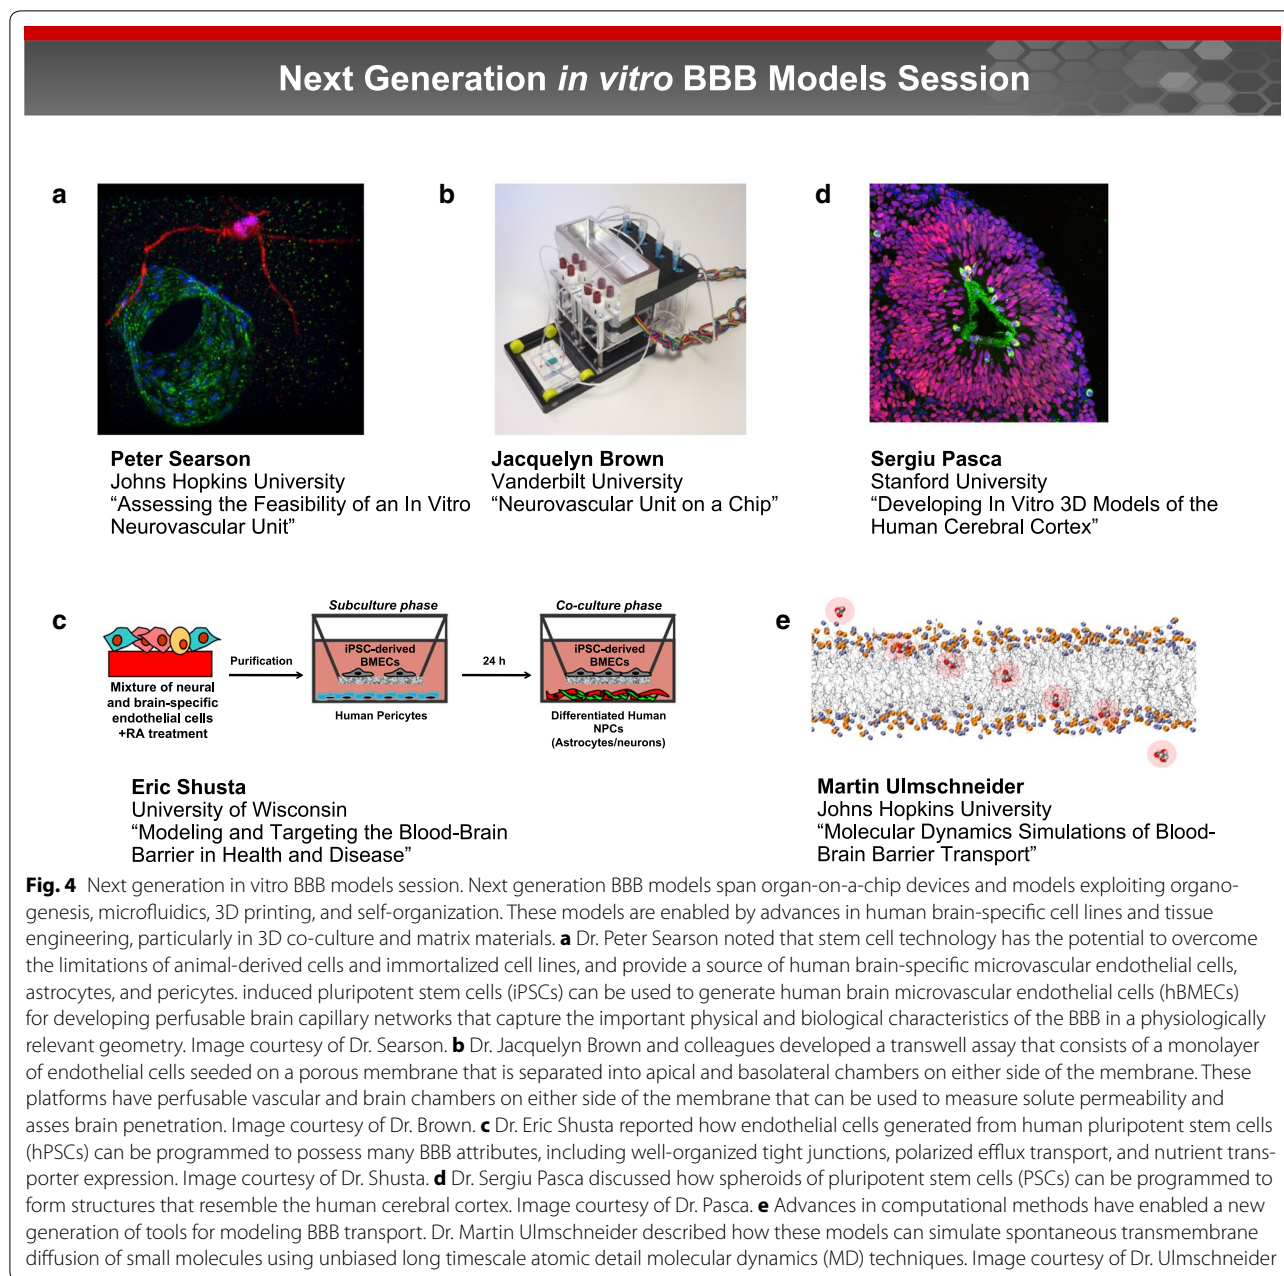 Next Generation in vitro BBB Models Session
a
b
d
Peter Searson
Johns Hopkins University
“Assessing the Feasibility of an In Vitro
Neurovascular Unit”
Jacquelyn Brown
Vanderbilt University
“Neurovascular Unit on a Chip”
Sergiu Pasca
Stanford University
“Developing In Vitro 3D Models of the
Human Cerebral Cortex”
c
Mixture of neural
and brain-specific
endothelial cells
+RA treatment
Purification
Subculture phase
iPSC-derived
BMECs
Human Pericytes
24 h
Co-culture phase
iPSC-derived
BMECs
Differentiated Human
NPCs
(Astrocytes/neurons)
e
Eric Shusta
University of Wisconsin
“Modeling and Targeting the Blood-Brain
Barrier in Health and Disease”
Martin Ulmschneider
Johns Hopkins University
“Molecular Dynamics Simulations of Blood-
Brain Barrier Transport”
Fig. 4 Next generation in vitro BBB models session. Next generation BBB models span organ-on-a-chip devices and models exploiting organo-
genesis, microfluidics, 3D printing, and self-organization. These models are enabled by advances in human brain-specific cell lines and tissue
engineering, particularly in 3D co-culture and matrix materials. a Dr. Peter Searson noted that stem cell technology has the potential to overcome
the limitations of animal-derived cells and immortalized cell lines, and provide a source of human brain-specific microvascular endothelial cells,
astrocytes, and pericytes. induced pluripotent stem cells (iPSCs) can be used to generate human brain microvascular endothelial cells (hBMECs)
for developing perfusable brain capillary networks that capture the important physical and biological characteristics of the BBB in a physiologically
relevant geometry. Image courtesy of Dr. Searson. b Dr. Jacquelyn Brown and colleagues developed a transwell assay that consists of a monolayer
of endothelial cells seeded on a porous membrane that is separated into apical and basolateral chambers on either side of the membrane. These
platforms have perfusable vascular and brain chambers on either side of the membrane that can be used to measure solute permeability and
asses brain penetration. Image courtesy of Dr. Brown. c Dr. Eric Shusta reported how endothelial cells generated from human pluripotent stem cells
(hPSCs) can be programmed to possess many BBB attributes, including well-organized tight junctions, polarized efflux transport, and nutrient trans-
porter expression. Image courtesy of Dr. Shusta. d Dr. Sergiu Pasca discussed how spheroids of pluripotent stem cells (PSCs) can be programmed to
form structures that resemble the human cerebral cortex. Image courtesy of Dr. Pasca. e Advances in computational methods have enabled a new
generation of tools for modeling BBB transport. Dr. Martin Ulmschneider described how these models can simulate spontaneous transmembrane
diffusion of small molecules using unbiased long timescale atomic detail molecular dynamics (MD) techniques. Image courtesy of Dr. Ulmschneider